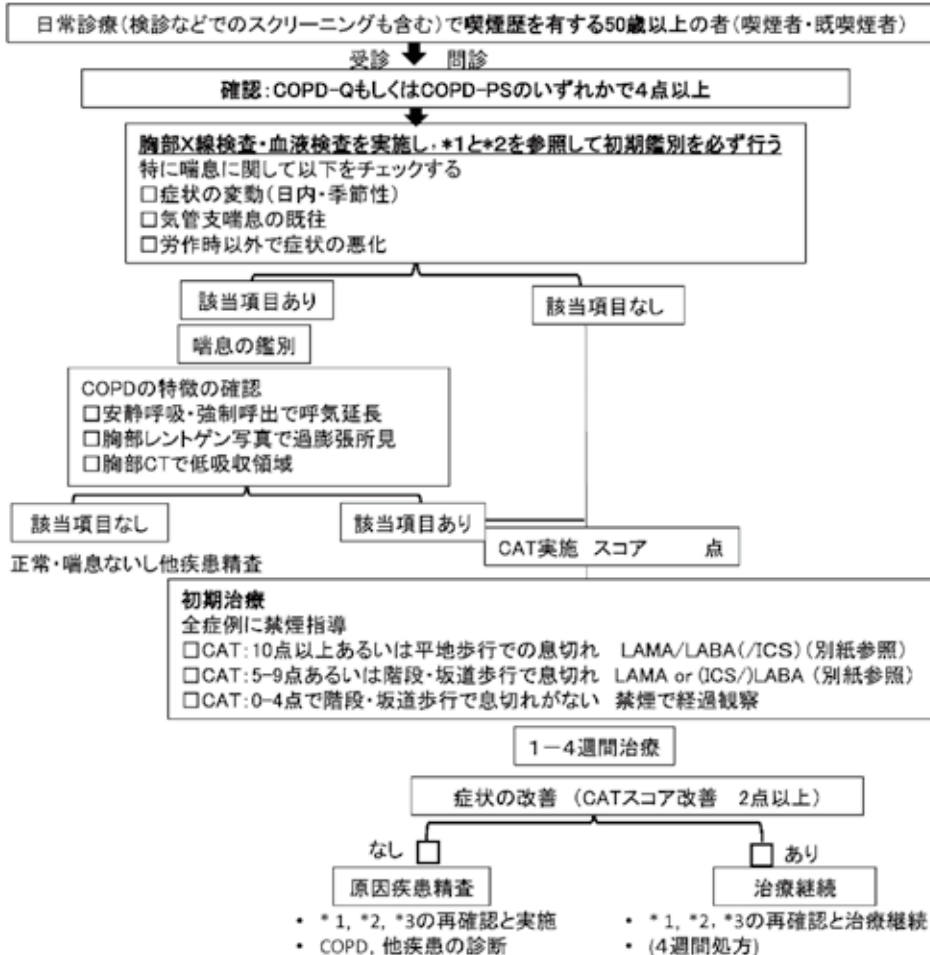 日常診療(検診などでのスクリーニングも含む)で喫煙歴を有する50歳以上の者(喫煙者・既喫煙者)
受診 問診
確認:COPD-QもしくはCOPD-PSのいずれかで4点以上
胸部X線検査・血液検査を実施し,*1と*2を参照して初期鑑別を必ず行う
特に喘息に関して以下をチェックする
□症状の変動(日内・季節性)
□気管支喘息の既往
□労作時以外で症状の悪化
該当項目あり
該当項目なし
喘息の鑑別
COPDの特徴の確認
□安静呼吸・強制呼出で呼気延長
□胸部レントゲン写真で過膨張所見
□胸部CTで低吸収領域
該当項目なし
該当項目あり
CAT実施 スコア 点
正常・喘息ないし他疾患精査
初期治療
全症例に禁煙指導
□CAT:10点以上あるいは平地歩行での息切れ LAMA/LABA(/ICS)(別紙参照)
□CAT:5-9点あるいは階段・坂道歩行で息切れ LAMA or (ICS/)LABA (別紙参照)
□CAT:0-4点で階段・坂道歩行で息切れがない 禁煙で経過観察
1-4週間治療
症状の改善 (CATスコア改善 2点以上)
なし □
□ あり
原因疾患精査
治療継続
• *1, *2, *3の再確認と実施
• COPD, 他疾患の診断
• *1, *2, *3の再確認と治療継続
• (4週間処方)